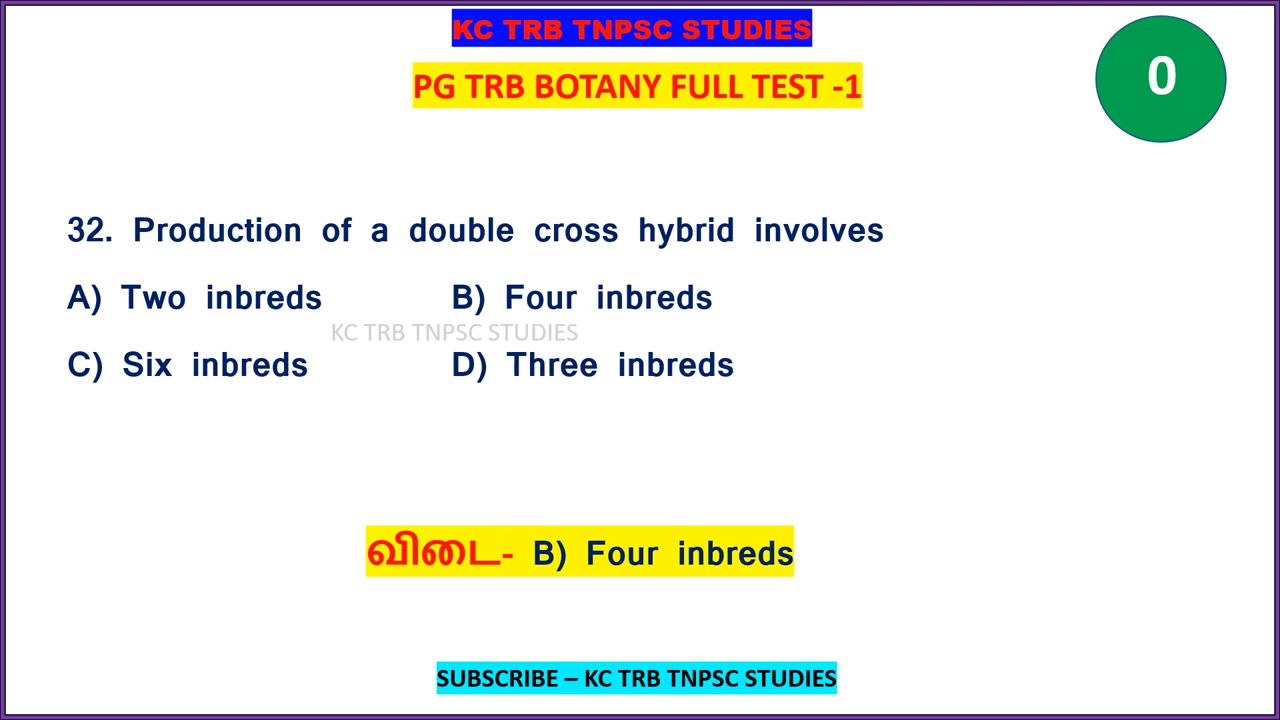 KC TRB TNPSC STUDIES
PG TRB BOTANY FULL TEST -1
0
32. Production of a double cross hybrid involves
A) Two inbreds B) Four inbreds
KC TRB TNPSC STUDIES
C) Six inbreds D) Three inbreds
விடை- B) Four inbreds
SUBSCRIBE – KC TRB TNPSC STUDIES